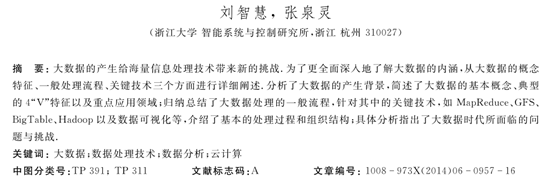 刘智慧,张泉灵
(浙江大学 智能系统与控制研究所,浙江 杭州 310027)
摘 要:大数据的产生给海量信息处理技术带来新的挑战.为了更全面深入地了解大数据的内涵,从大数据的概念
特征、一般处理流程、关键技术三个方面进行详细阐述.分析了大数据的产生背景,简述了大数据的基本概念、典型
的4“V”特征以及重点应用领域;归纳总结了大数据处理的一般流程,针对其中的关键技术,如 MapReduce、GFS、
BigTable、Hadoop以及数据可视化等,介绍了基本的处理过程和组织结构;具体分析指出了大数据时代所面临的问
题与挑战.
关键词:大数据;数据处理技术;数据分析;云计算
中图分类号:TP 391; TP 311 文献标志码:A 文章编号:1008-973X(2014)06-0957-16